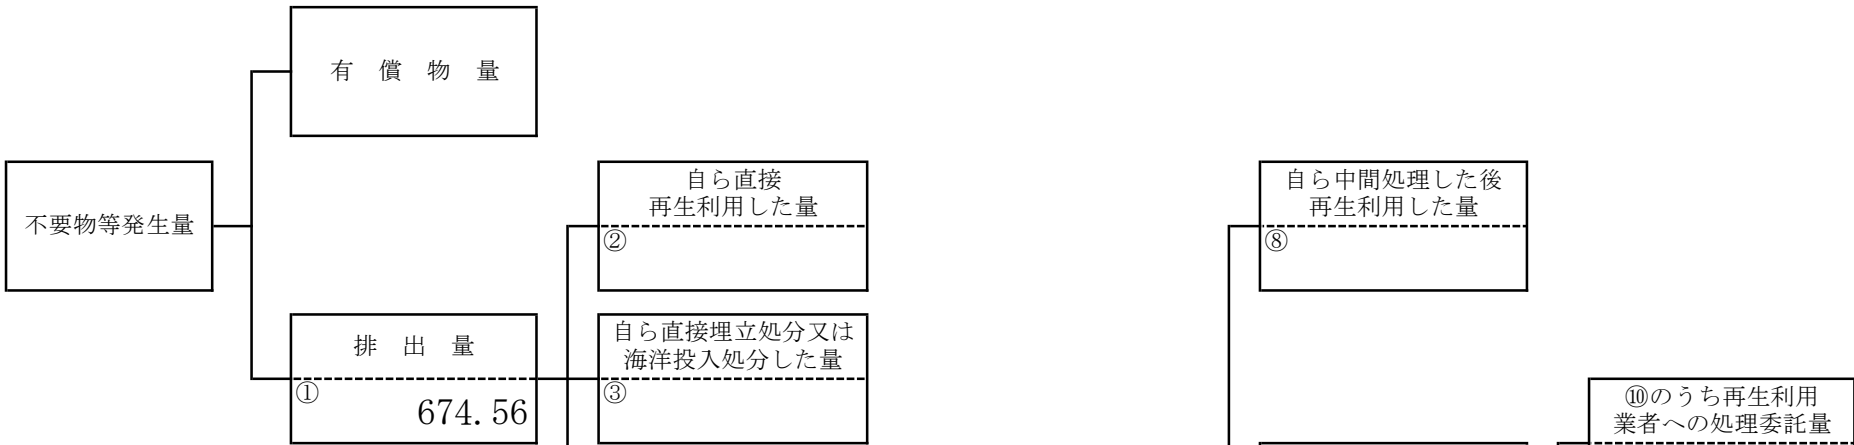 有　償　物　量
不要物等発生量
自ら直接
再生利用した量
②
自ら中間処理した後
再生利用した量
⑧
排　出　量
①
674.56
自ら直接埋立処分又は
海洋投入処分した量
③
⑩のうち再生利用
業者への処理委託量